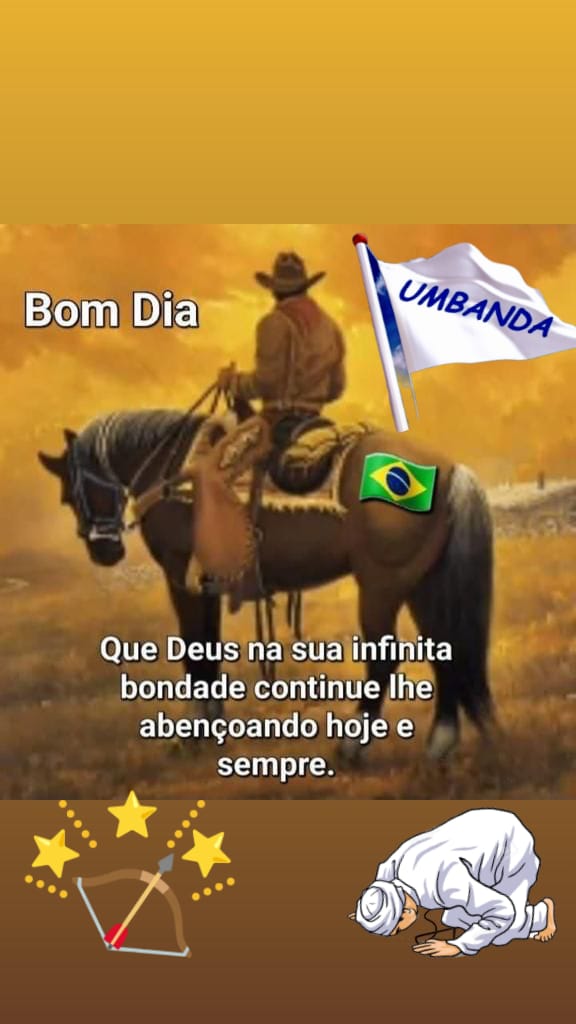 Bom Dia
UMBANDA
Que Deus na sua infinita
bondade continue lhe
abençoando hoje e
sempre.